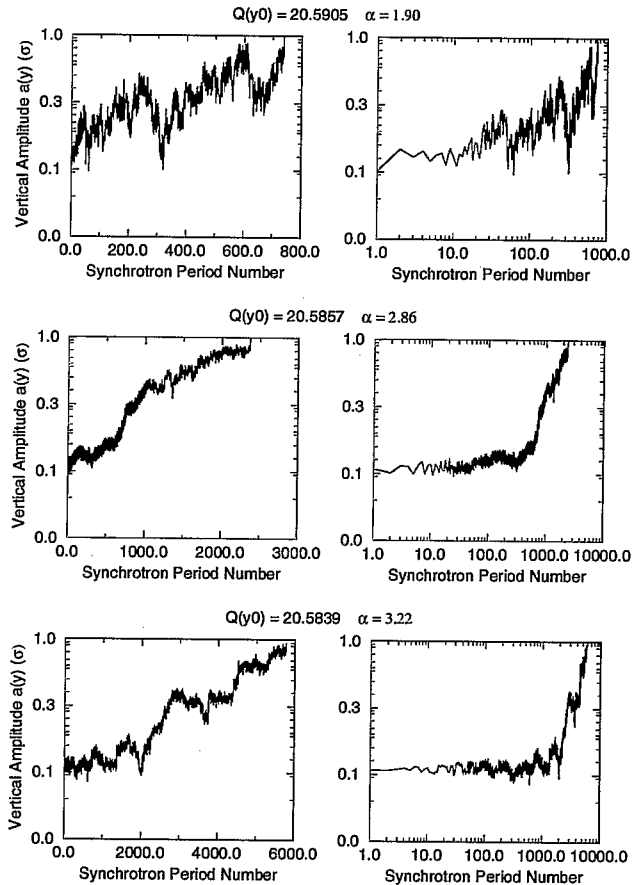 Q(y0) = 20.5905 α = 1.90
Vertical Amplitude a(y) (σ)
1.0
0.3
0.1
0.0
0.0 200.0 400.0 600.0 800.0
Synchrotron Period Number
1.0
0.3
0.1
0.0
1.0 10.0 100.0 1000.0
Synchrotron Period Number
Q(y0) = 20.5857 α = 2.86
Vertical Amplitude a(y) (σ)
1.0
0.3
0.1
0.0
0.0 1000.0 2000.0 3000.0
Synchrotron Period Number
1.0
0.3
0.1
0.0
1.0 10.0 100.0 1000.0 10000.0
Synchrotron Period Number
Q(y0) = 20.5839 α = 3.22
Vertical Amplitude a(y) (σ)
1.0
0.3
0.1
0.0
0.0 2000.0 4000.0 6000.0
Synchrotron Period Number
1.0
0.3
0.1
0.0
1.0 10.0 100.0 1000.0 10000.0
Synchrotron Period Number